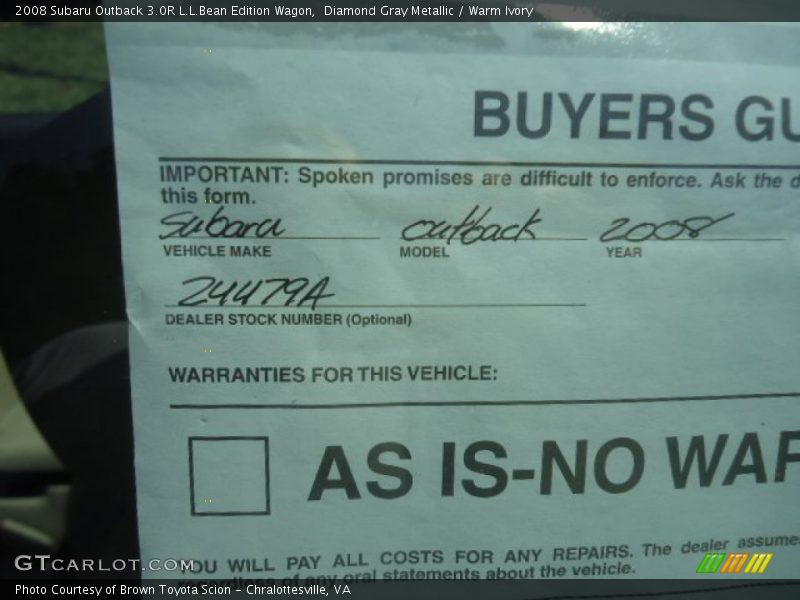 2008 Subaru Outback 3.0R L.L.Bean Edition Wagon, Diamond Gray Metallic / Warm Ivory
BUYERS GU
IMPORTANT: Spoken promises are difficult to enforce. Ask the d
this form.
Subaru outback 2008
VEHICLE MAKE MODEL YEAR
24479A
DEALER STOCK NUMBER (Optional)
WARRANTIES FOR THIS VEHICLE:
AS IS-NO WAR
YOU WILL PAY ALL COSTS FOR ANY REPAIRS. The dealer assumes
regardless of any oral statements about the vehicle.
GTCARLOT.COM
Photo Courtesy of Brown Toyota Scion – Chralottesville, VA